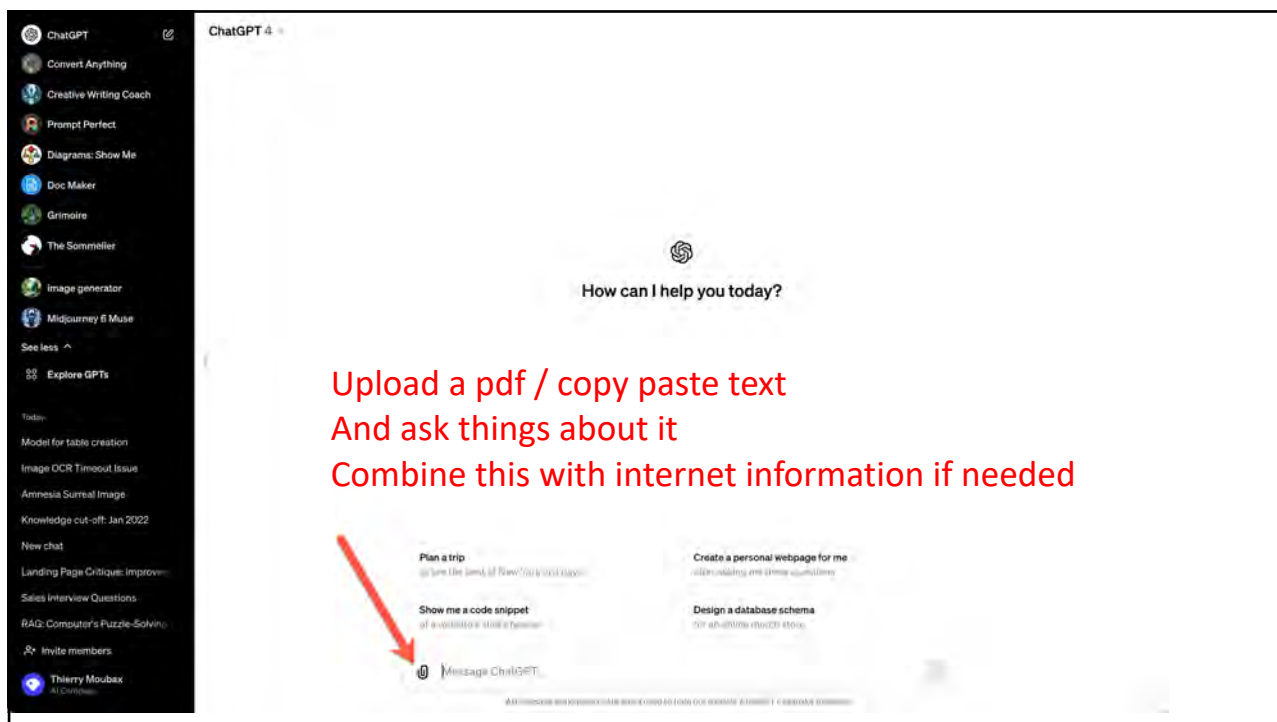 ChatGPT
Convert Anything
Creative Writing Coach
Prompt Perfect
Diagrams: Show Me
Doc Maker
Grimoire
The Sommelier
Image generator
Midjourney 6 Muse
See less
Explore GPTs
Today
Model for table creation
Image OCR Timeout Issue
Amnesia Surreal Image
Knowledge cut-off: Jan 2022
New chat
Landing Page Critique: Improve
Sales Interview Questions
RAG: Computer's Puzzle-Solving
Invite members
Thierry Moubax
ChatGPT 4
How can I help you today?
Upload a pdf / copy paste text
And ask things about it
Combine this with internet information if needed
Plan a trip
Create a personal webpage for me
Show me a code snippet
Design a database schema
Message ChatGPT